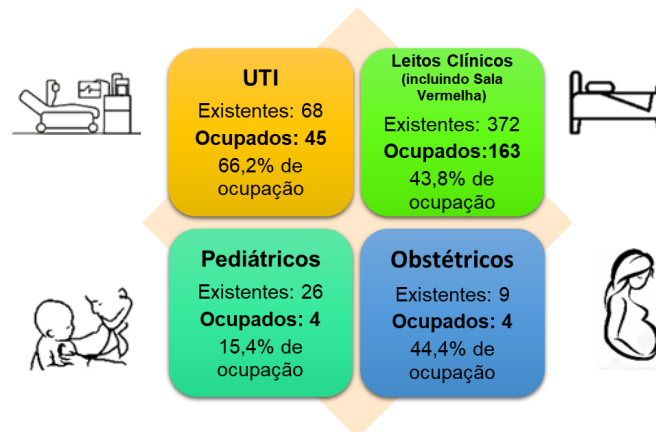 UTI
Existentes: 68
Ocupados: 45
66,2% de
ocupação
Leitos Clínicos
(incluindo Sala
Vermelha)
Existentes: 372
Ocupados:163
43,8% de
ocupação
Pediátricos
Existentes: 26
Ocupados: 4
15,4% de
ocupação
Obstétricos
Existentes: 9
Ocupados: 4
44,4% de
ocupação